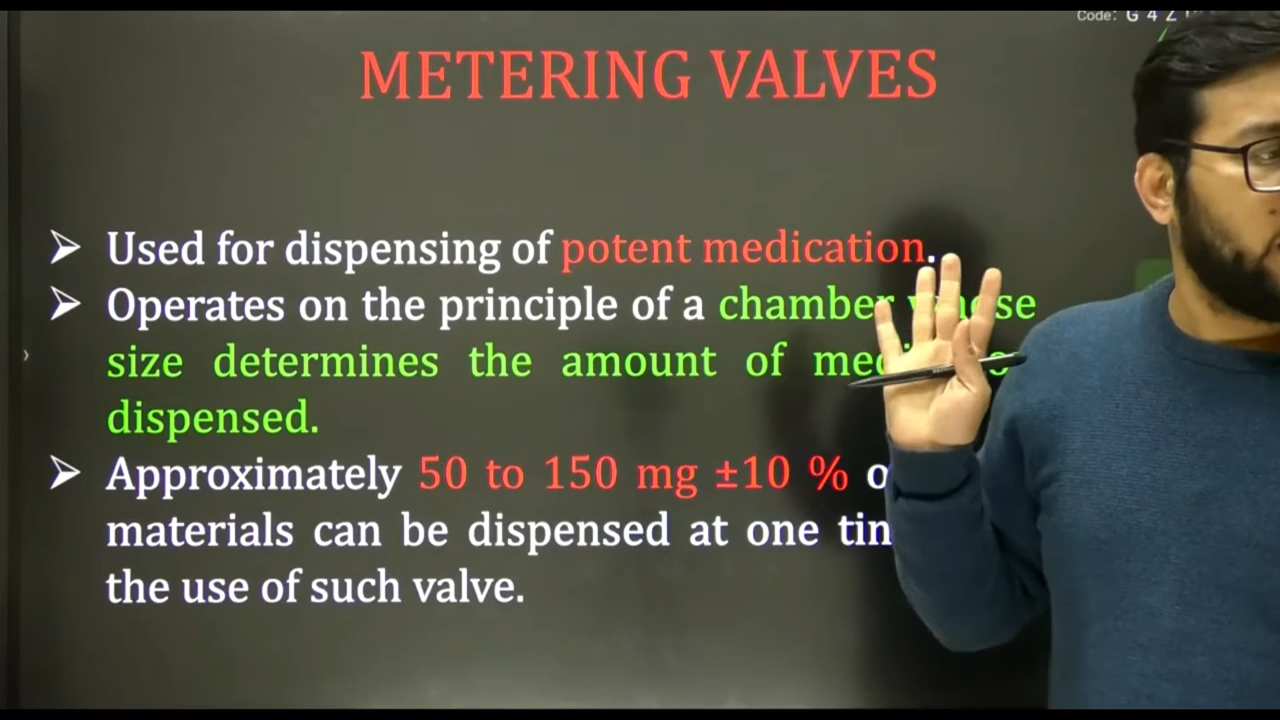 Code: G 4 Z
METERING VALVES
Used for dispensing of potent medication.
Operates on the principle of a chamber
size determines the amount of
dispensed.
Approximately 50 to 150 mg ±10 %
materials can be dispensed at one
the use of such valve.